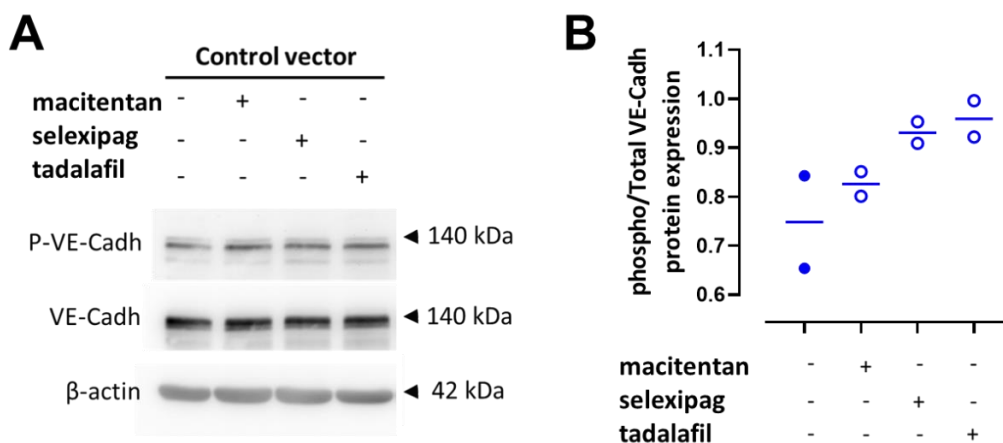 A
Control vector
macitentan - + - -
selexipag - - + -
tadalafil - - - +
P-VE-Cadh ◄ 140 kDa
VE-Cadh ◄ 140 kDa
β-actin ◄ 42 kDa
B
phospho/Total VE-Cadh
protein expression
1.1
1.0
0.9
0.8
0.7
0.6
macitentan - + - -
selexipag - - + -
tadalafil - - - +